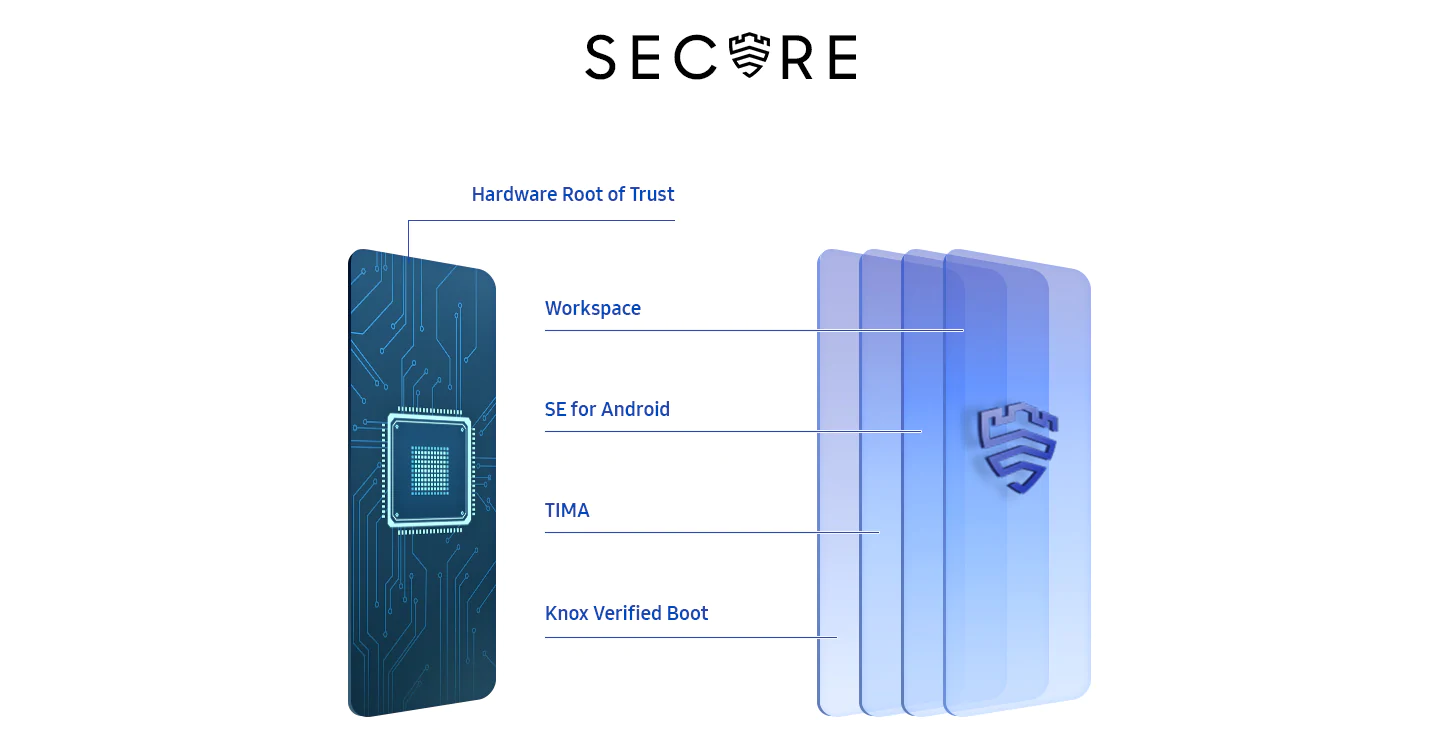 SECURE
Hardware Root of Trust
Workspace
SE for Android
TIMA
Knox Verified Boot